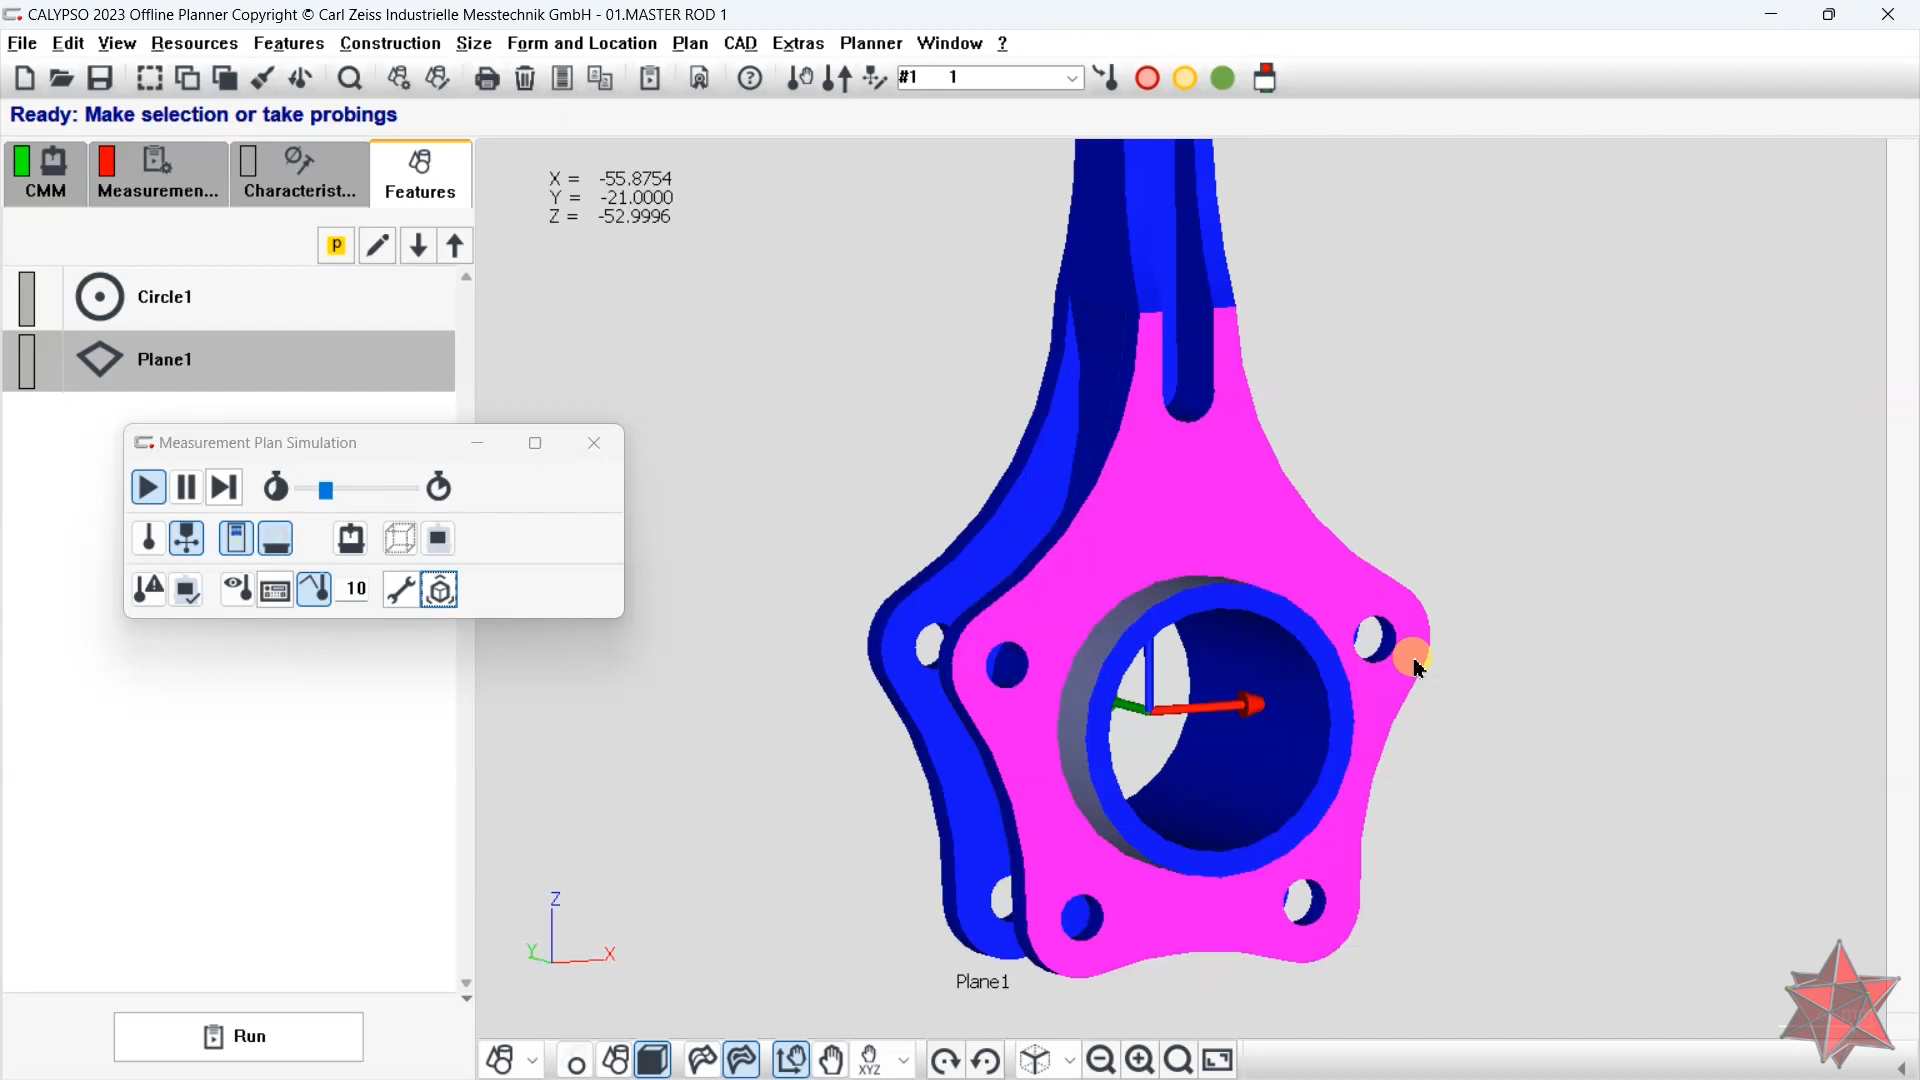 CALYPSO 2023 Offline Planner Copyright © Carl Zeiss Industrielle Messtechnik GmbH - 01.MASTER ROD 1
File Edit View Resources Features Construction Size Form and Location Plan CAD Extras Planner Window ?
#1 1
Ready: Make selection or take probings
CMM
Measuremen...
Characterist...
Features
X = -55.8754
Y = -21.0000
Z = -52.9996
p
Circle1
Plane1
Measurement Plan Simulation
10
Z
Y
X
Plane1
Run
XYZ